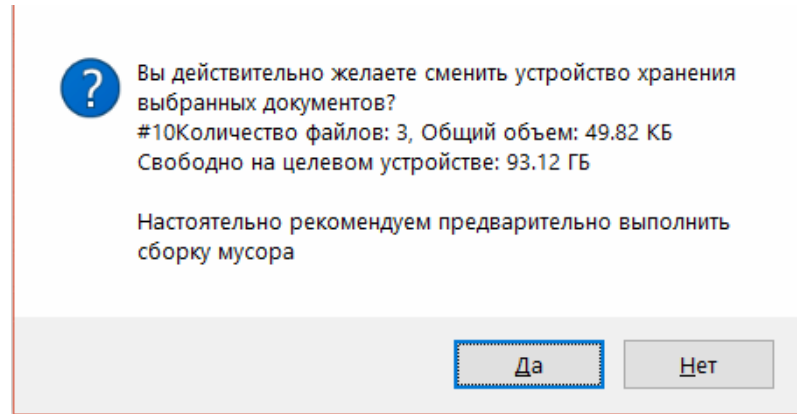 Вы действительно желаете сменить устройство хранения
выбранных документов?
#10Количество файлов: 3, Общий объем: 49.82 КБ
Свободно на целевом устройстве: 93.12 ГБ
Настоятельно рекомендуем предварительно выполнить
сборку мусора
Да
Нет